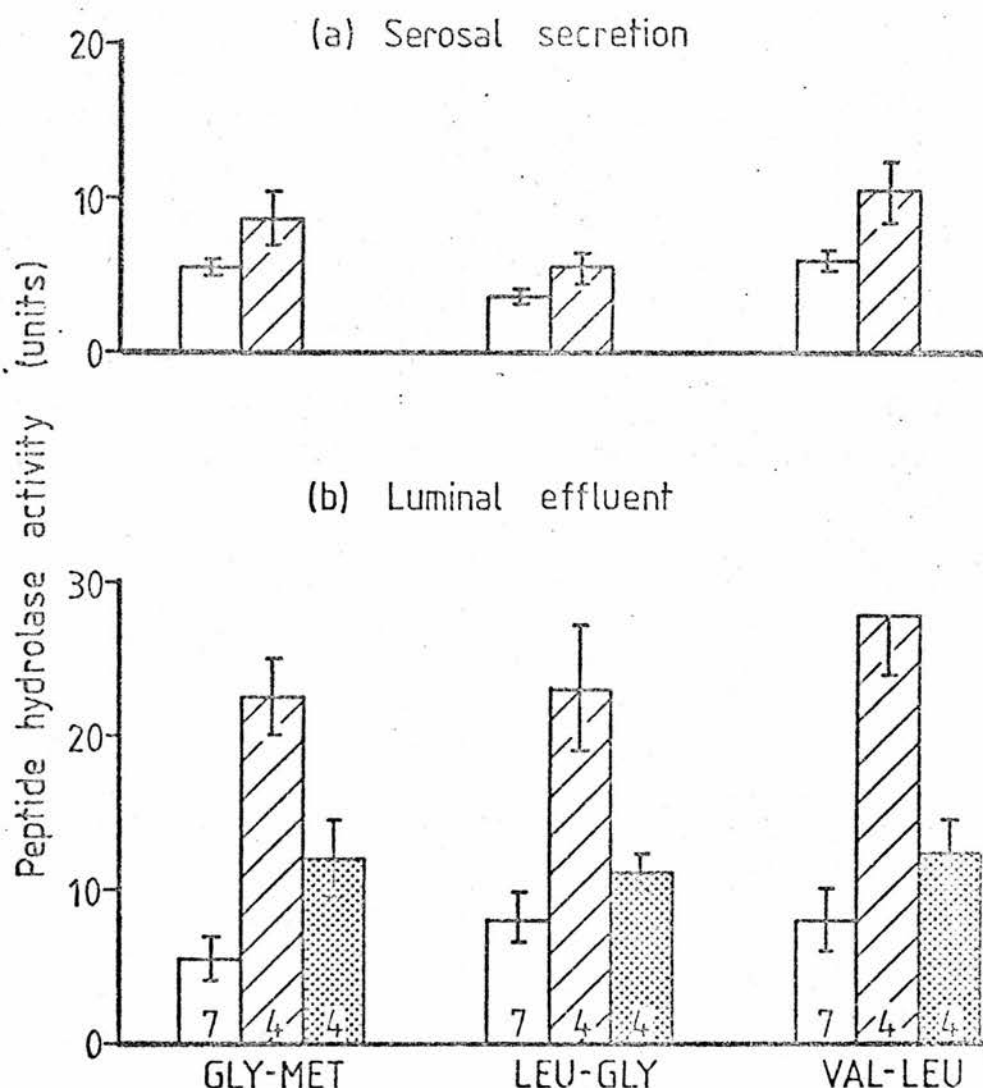 (a) Serosal secretion
20
10
0
Peptide hydrolase activity (units)
(b) Luminal effluent
30
20
10
0
7 4 4
7 4 4
7 4 4
GLY-MET
LEU-GLY
VAL-LEU